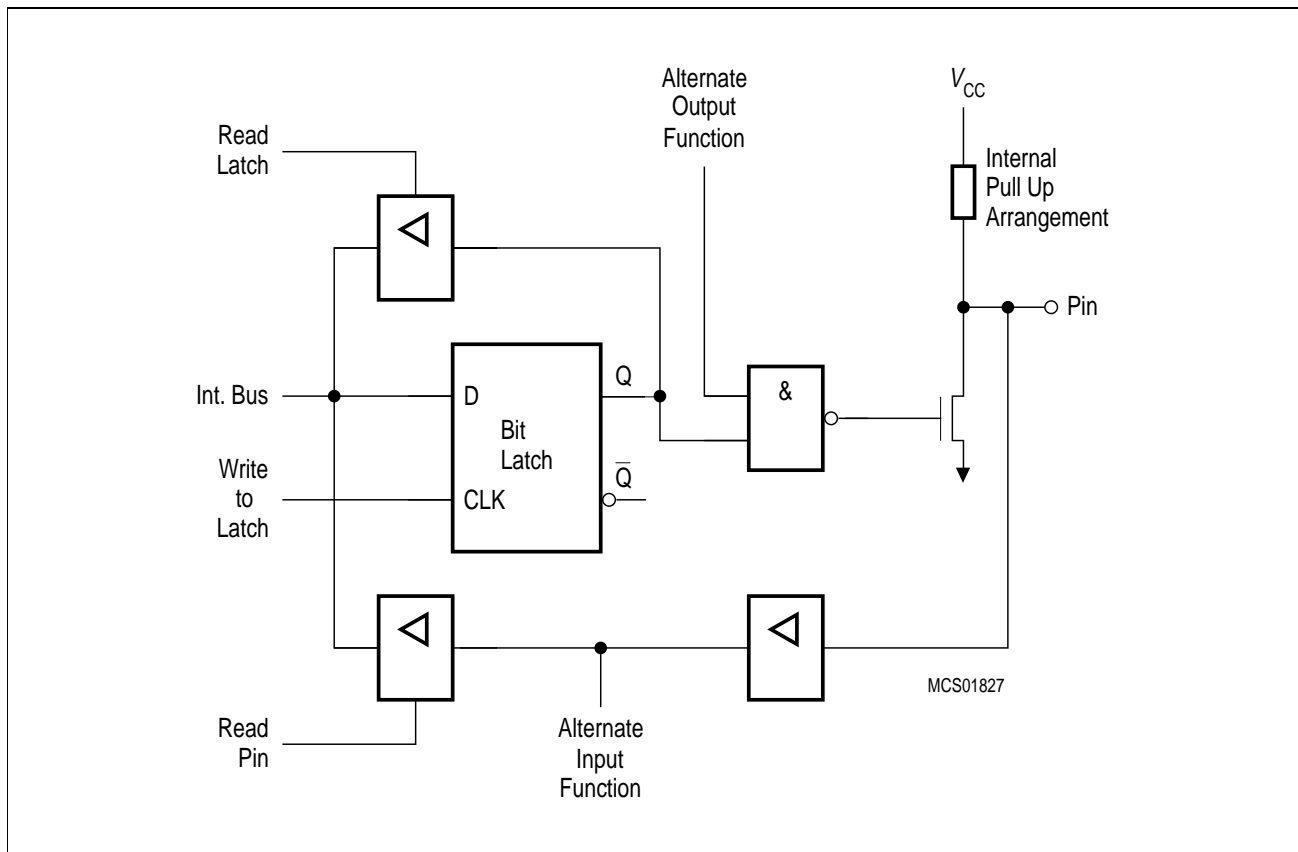 Alternate
Output
Function
VCC
Read
Latch
Internal
Pull Up
Arrangement
Pin
Int. Bus
D
Q
Bit
Latch
&
Write
to
Latch
CLK
Q̅
MCS01827
Read
Pin
Alternate
Input
Function